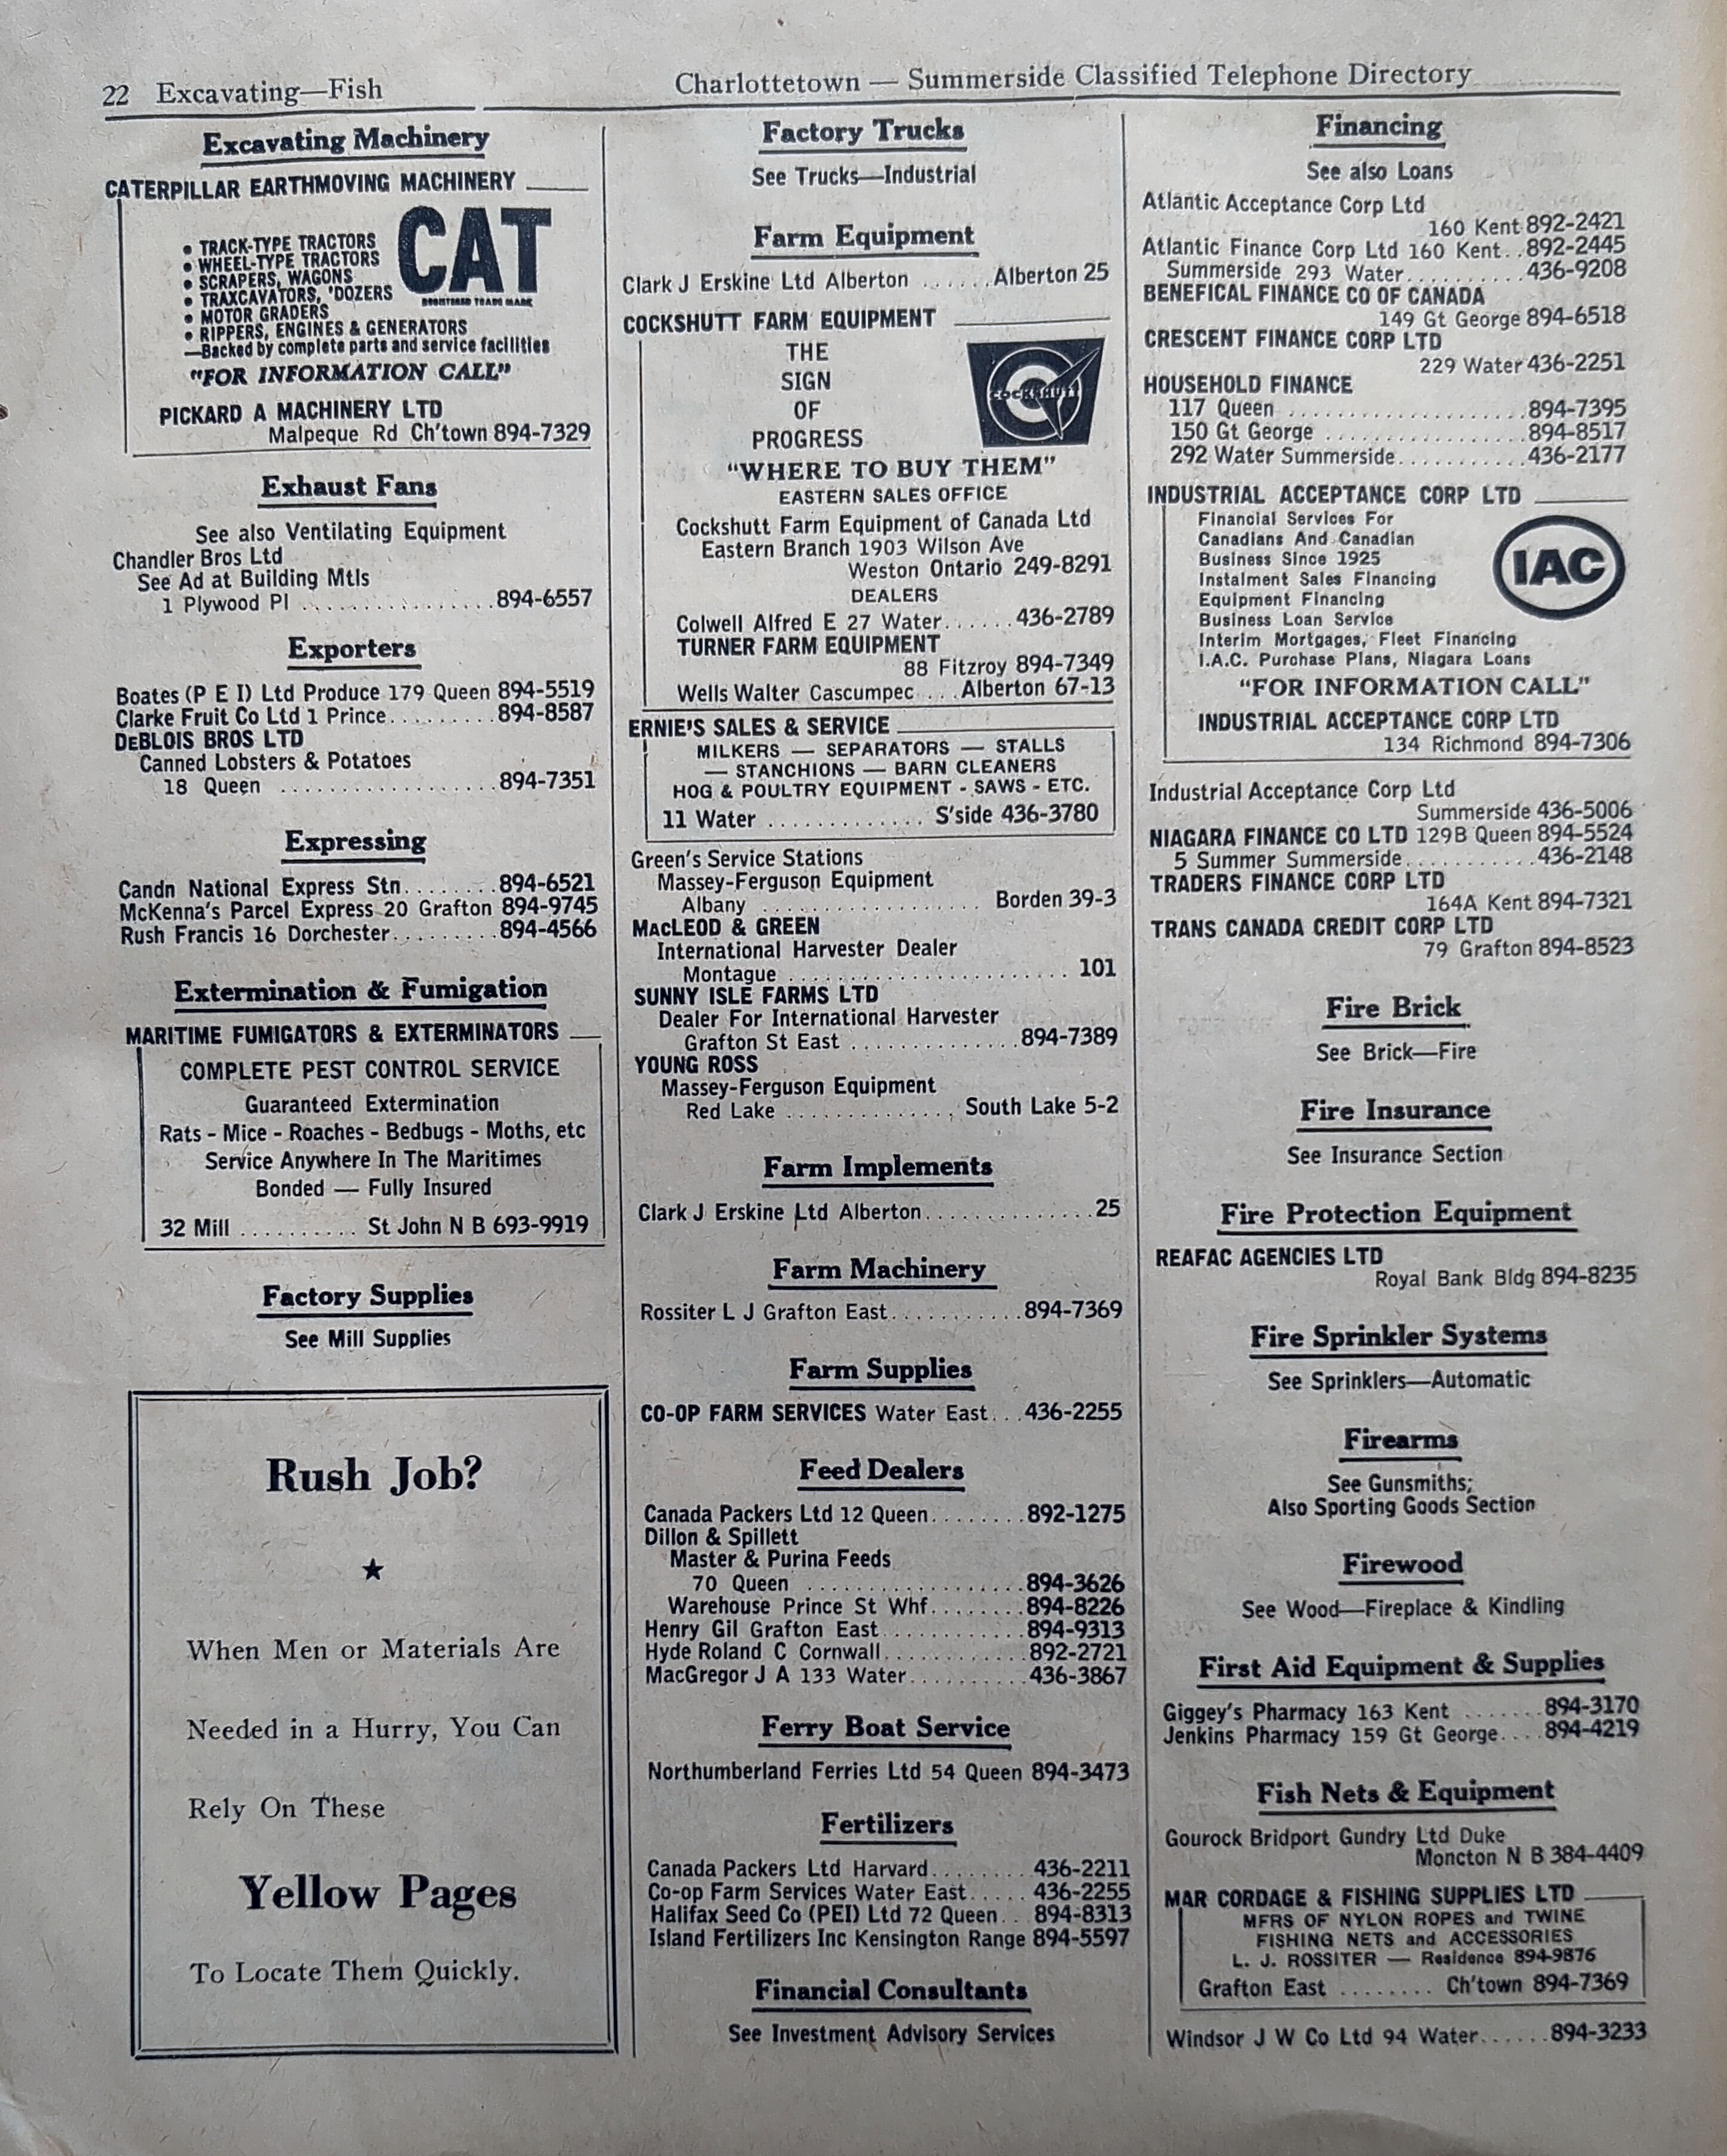 22 Excavating—Fish
Charlottetown — Summerside Classified Telephone Directory
Excavating Machinery
CATERPILLAR EARTHMOVING MACHINERY
• TRACK-TYPE TRACTORS
• WHEEL-TYPE TRACTORS
• SCRAPERS, WAGONS
• TRAXCAVATORS, 'DOZERS
• MOTOR GRADERS
• RIPPERS, ENGINES & GENERATORS
CAT
REGISTERED TRADE MARK
—Backed by complete parts and service facilities
"FOR INFORMATION CALL"
PICKARD A MACHINERY LTD
Malpeque Rd Ch'town 894-7329
Exhaust Fans
See also Ventilating Equipment
Chandler Bros Ltd
See Ad at Building Mtls
1 Plywood Pl ................894-6557
Exporters
Boates (P E I) Ltd Produce 179 Queen 894-5519
Clarke Fruit Co Ltd 1 Prince.........894-8587
DeBLOIS BROS LTD
Canned Lobsters & Potatoes
18 Queen ..................894-7351
Expressing
Candn National Express Stn........894-6521
McKenna's Parcel Express 20 Grafton 894-9745
Rush Francis 16 Dorchester.........894-4566
Extermination & Fumigation
MARITIME FUMIGATORS & EXTERMINATORS
COMPLETE PEST CONTROL SERVICE
Guaranteed Extermination
Rats - Mice - Roaches - Bedbugs - Moths, etc
Service Anywhere In The Maritimes
Bonded — Fully Insured
32 Mill .......... St John N B 693-9919
Factory Supplies
See Mill Supplies
Rush Job?
★
When Men or Materials Are
Needed in a Hurry, You Can
Rely On These
Yellow Pages
To Locate Them Quickly.
Factory Trucks
See Trucks—Industrial
Farm Equipment
Clark J Erskine Ltd Alberton ......Alberton 25
COCKSHUTT FARM EQUIPMENT
THE
SIGN
OF
PROGRESS
COCKSHUTT
"WHERE TO BUY THEM"
EASTERN SALES OFFICE
Cockshutt Farm Equipment of Canada Ltd
Eastern Branch 1903 Wilson Ave
Weston Ontario 249-8291
DEALERS
Colwell Alfred E 27 Water......436-2789
TURNER FARM EQUIPMENT
88 Fitzroy 894-7349
Wells Walter Cascumpec ...Alberton 67-13
ERNIE'S SALES & SERVICE
MILKERS — SEPARATORS — STALLS
— STANCHIONS — BARN CLEANERS
HOG & POULTRY EQUIPMENT - SAWS - ETC.
11 Water ............. S'side 436-3780
Green's Service Stations
Massey-Ferguson Equipment
Albany .................. Borden 39-3
MacLEOD & GREEN
International Harvester Dealer
Montague ....................... 101
SUNNY ISLE FARMS LTD
Dealer For International Harvester
Grafton St East ..............894-7389
YOUNG ROSS
Massey-Ferguson Equipment
Red Lake .............. South Lake 5-2
Farm Implements
Clark J Erskine Ltd Alberton..............25
Farm Machinery
Rossiter L J Grafton East...........894-7369
Farm Supplies
CO-OP FARM SERVICES Water East...436-2255
Feed Dealers
Canada Packers Ltd 12 Queen........892-1275
Dillon & Spillett
Master & Purina Feeds
70 Queen ..................894-3626
Warehouse Prince St Whf........894-8226
Henry Gil Grafton East............894-9313
Hyde Roland C Cornwall............892-2721
MacGregor J A 133 Water..........436-3867
Ferry Boat Service
Northumberland Ferries Ltd 54 Queen 894-3473
Fertilizers
Canada Packers Ltd Harvard........ 436-2211
Co-op Farm Services Water East..... 436-2255
Halifax Seed Co (PEI) Ltd 72 Queen.. 894-8313
Island Fertilizers Inc Kensington Range 894-5597
Financial Consultants
See Investment Advisory Services
Financing
See also Loans
Atlantic Acceptance Corp Ltd
160 Kent 892-2421
Atlantic Finance Corp Ltd 160 Kent..892-2445
Summerside 293 Water..........436-9208
BENEFICAL FINANCE CO OF CANADA
149 Gt George 894-6518
CRESCENT FINANCE CORP LTD
229 Water 436-2251
HOUSEHOLD FINANCE
117 Queen ....................894-7395
150 Gt George .................894-8517
292 Water Summerside...........436-2177
INDUSTRIAL ACCEPTANCE CORP LTD
Financial Services For
Canadians And Canadian
Business Since 1925
Instalment Sales Financing
Equipment Financing
Business Loan Service
Interim Mortgages, Fleet Financing
I.A.C. Purchase Plans, Niagara Loans
IAC
"FOR INFORMATION CALL"
INDUSTRIAL ACCEPTANCE CORP LTD
134 Richmond 894-7306
Industrial Acceptance Corp Ltd
Summerside 436-5006
NIAGARA FINANCE CO LTD 129B Queen 894-5524
5 Summer Summerside...........436-2148
TRADERS FINANCE CORP LTD
164A Kent 894-7321
TRANS CANADA CREDIT CORP LTD
79 Grafton 894-8523
Fire Brick
See Brick—Fire
Fire Insurance
See Insurance Section
Fire Protection Equipment
REAFAC AGENCIES LTD
Royal Bank Bldg 894-8235
Fire Sprinkler Systems
See Sprinklers—Automatic
Firearms
See Gunsmiths;
Also Sporting Goods Section
Firewood
See Wood—Fireplace & Kindling
First Aid Equipment & Supplies
Giggey's Pharmacy 163 Kent .......894-3170
Jenkins Pharmacy 159 Gt George....894-4219
Fish Nets & Equipment
Gourock Bridport Gundry Ltd Duke
Moncton N B 384-4409
MAR CORDAGE & FISHING SUPPLIES LTD
MFRS OF NYLON ROPES and TWINE
FISHING NETS and ACCESSORIES
L. J. ROSSITER — Residence 894-9876
Grafton East ........ Ch'town 894-7369
Windsor J W Co Ltd 94 Water......894-3233